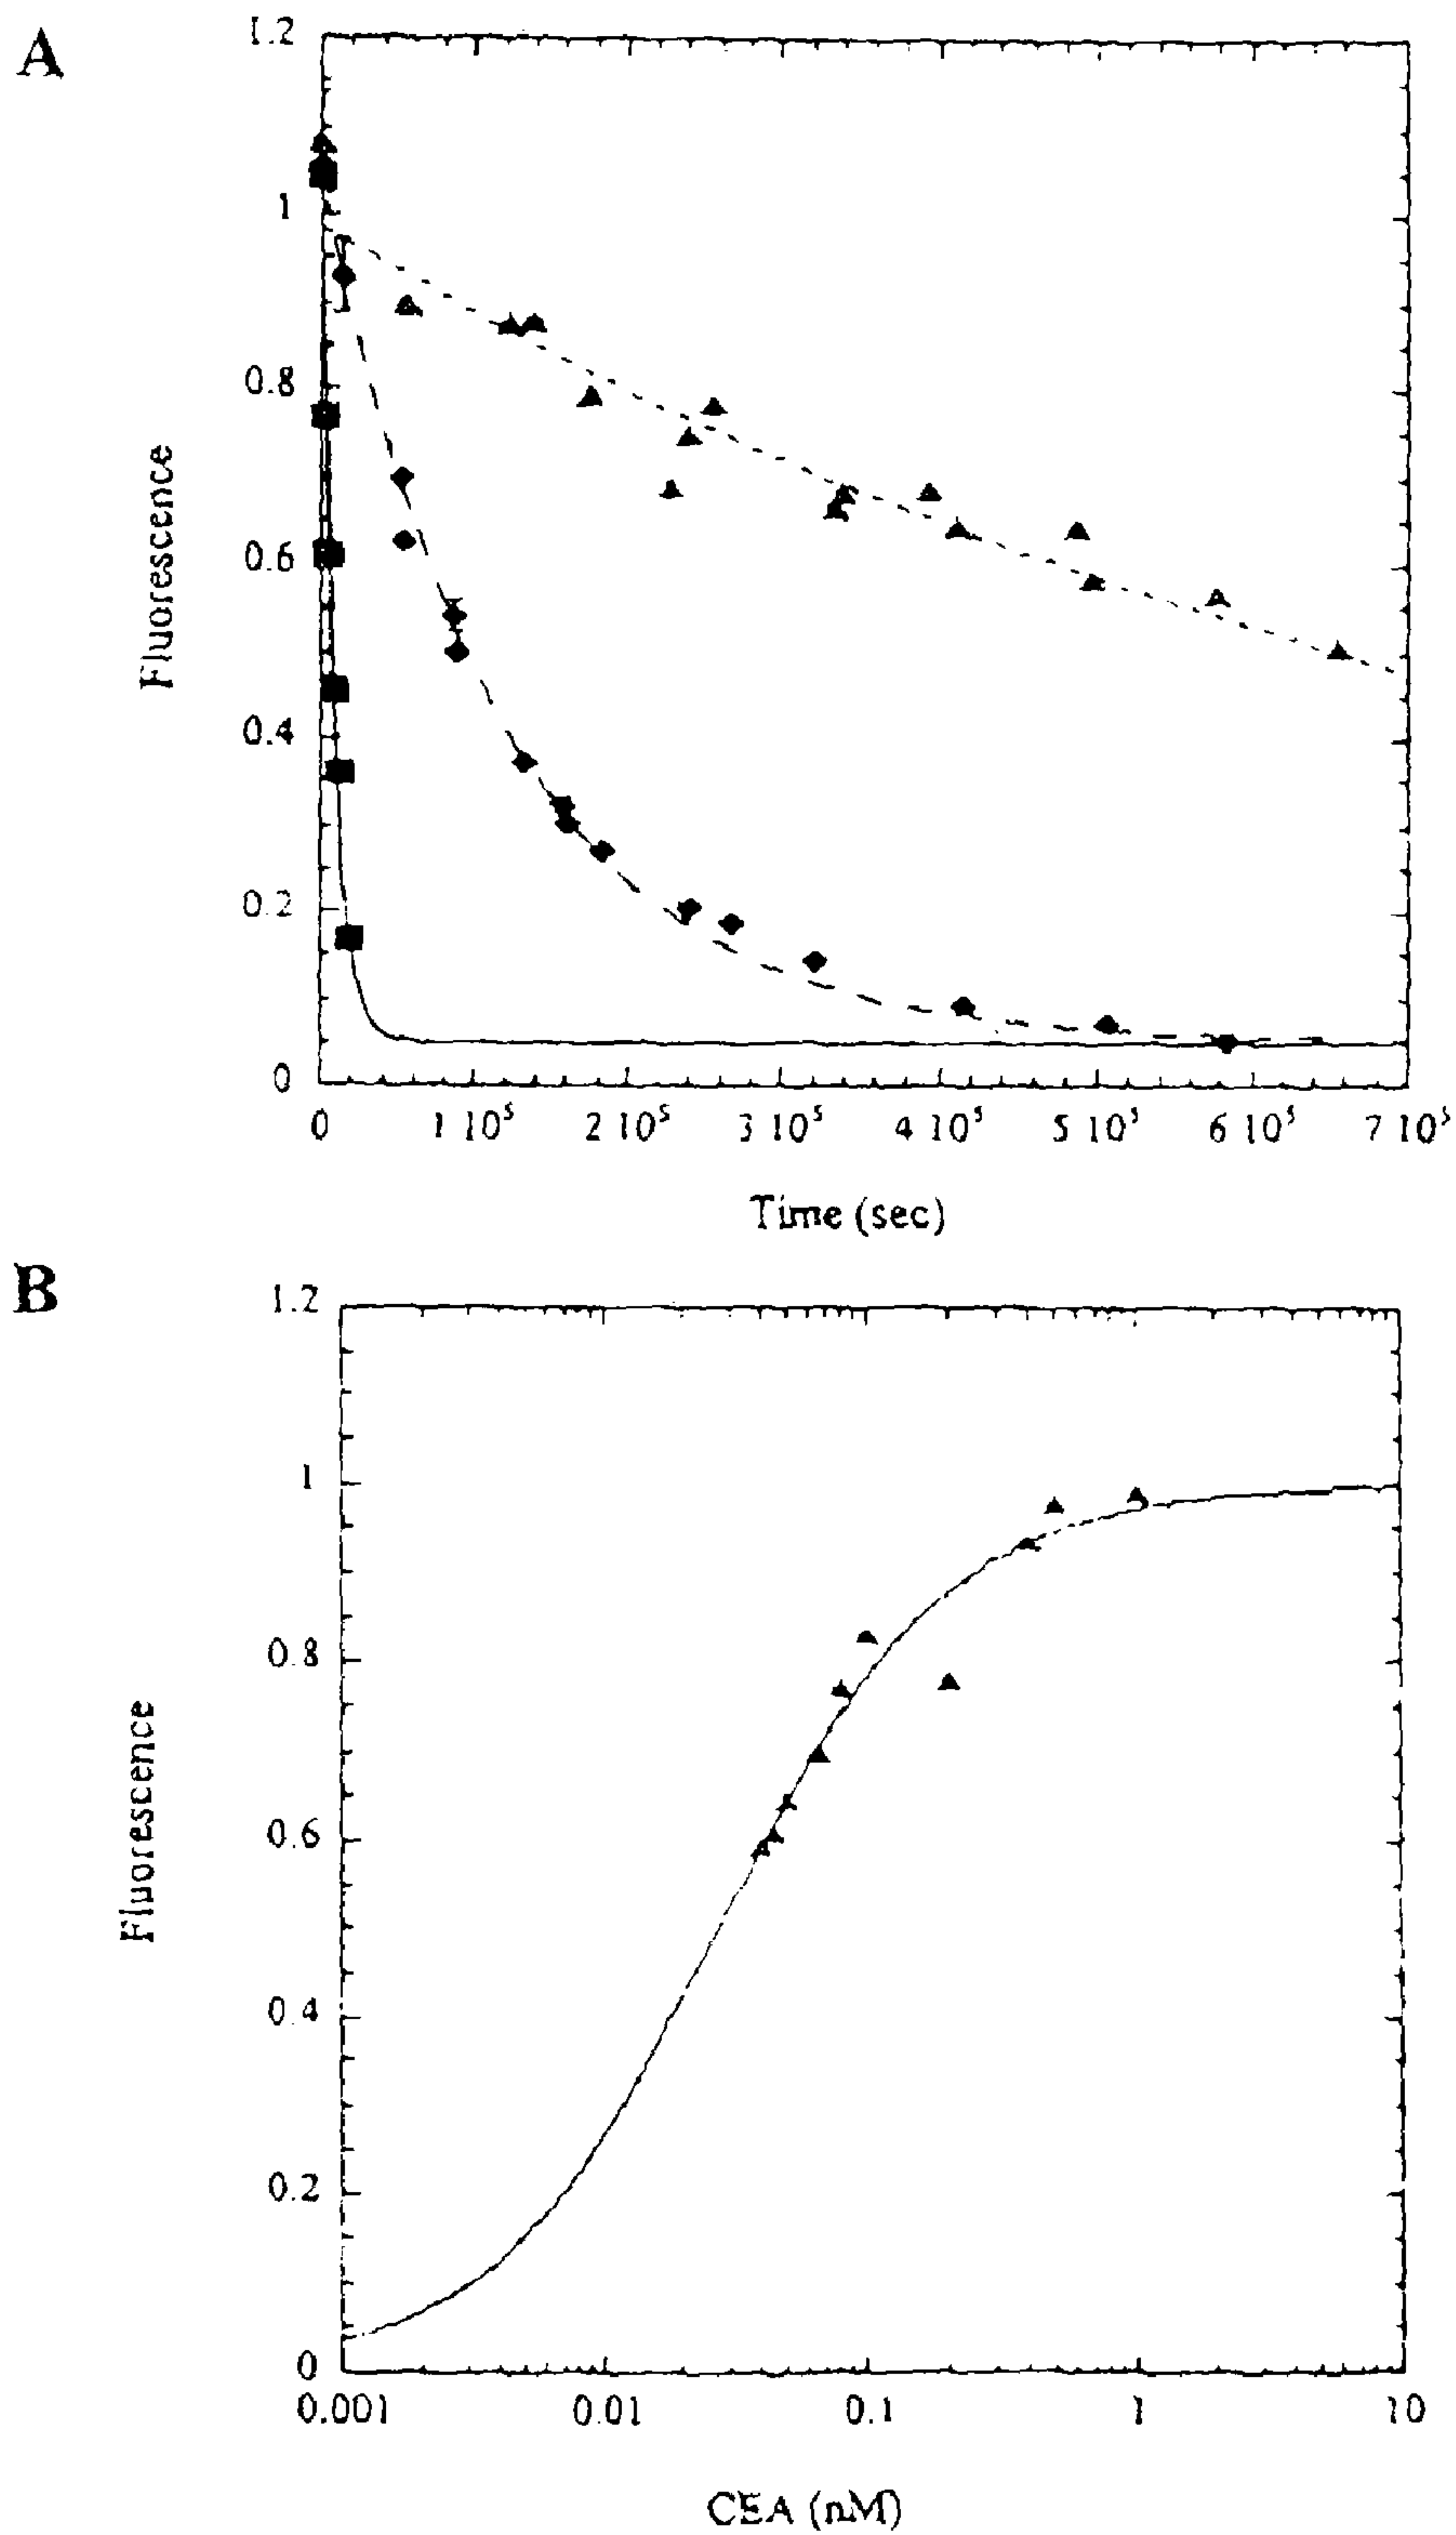 A
1.2
1
0.8
0.6
0.4
0.2
0
Fluorescence
0 1 10⁵ 2 10⁵ 3 10⁵ 4 10⁵ 5 10⁵ 6 10⁵ 7 10⁵
Time (sec)
B
1.2
1
0.8
0.6
0.4
0.2
0
Fluorescence
0.001 0.01 0.1 1 10
CEA (nM)